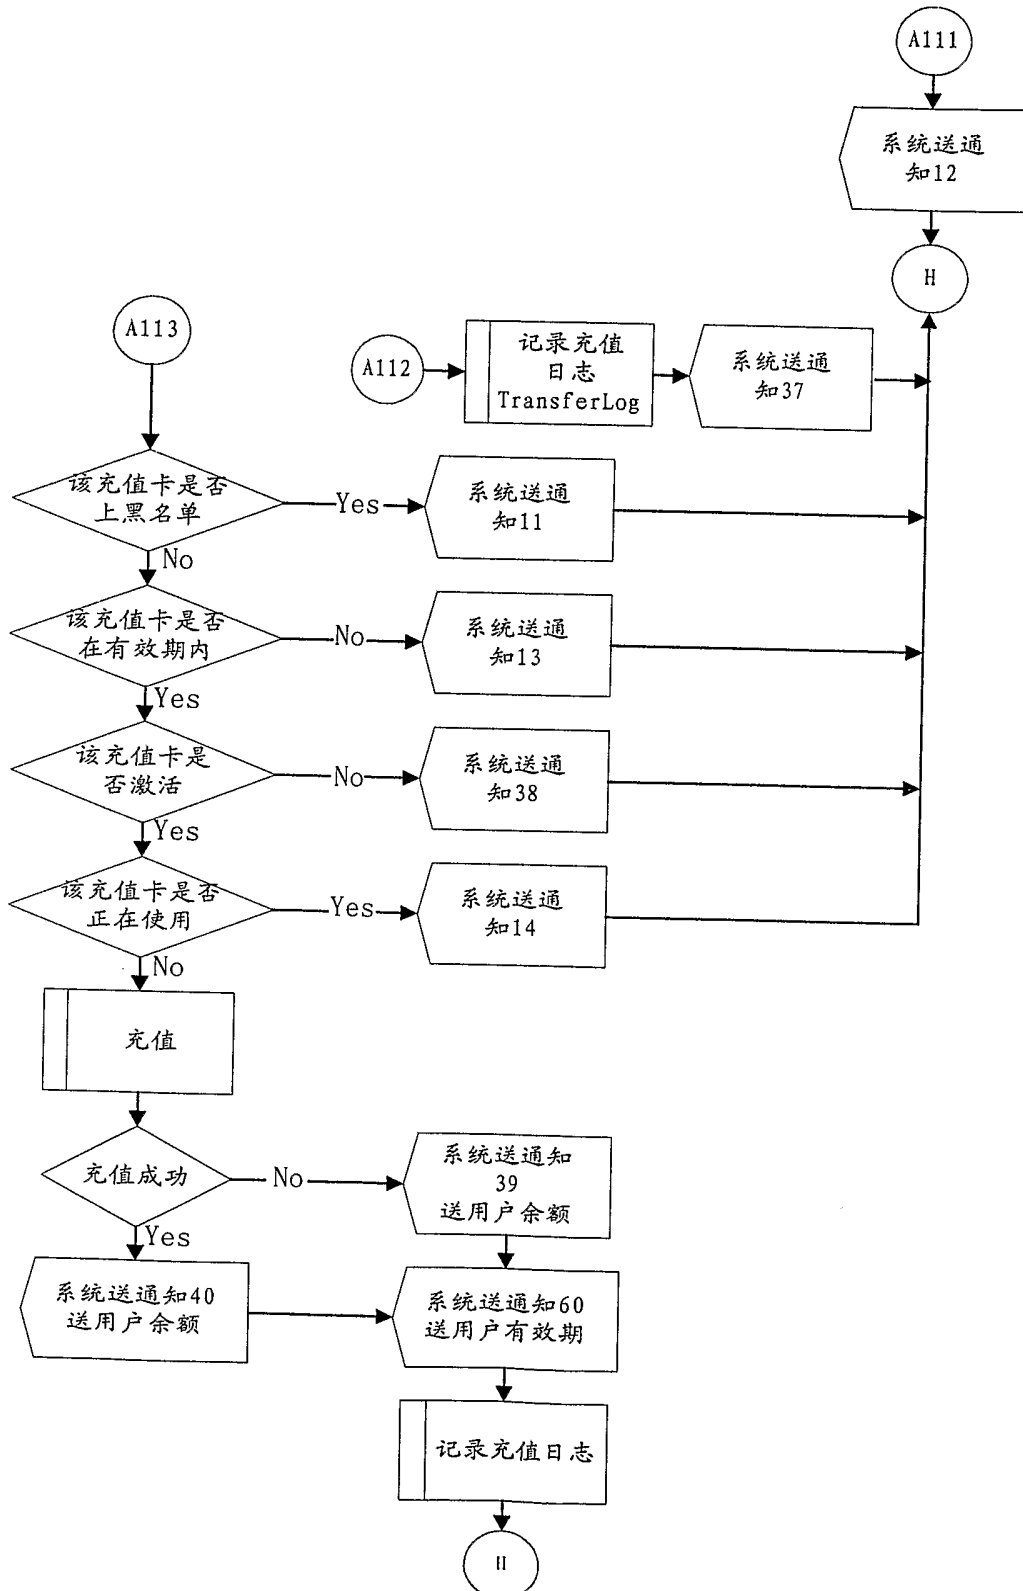 A111
系统送通
知12
H
A113
A112
记录充值
日志
TransferLog
系统送通
知37
该充值卡是否
上黑名单
Yes
系统送通
知11
No
该充值卡是否
在有效期内
No
系统送通
知13
Yes
该充值卡是
否激活
No
系统送通
知38
Yes
该充值卡是否
正在使用
Yes
系统送通
知14
No
充值
充值成功
No
系统送通知
39
送用户余额
Yes
系统送通知40
送用户余额
系统送通知60
送用户有效期
记录充值日志
H